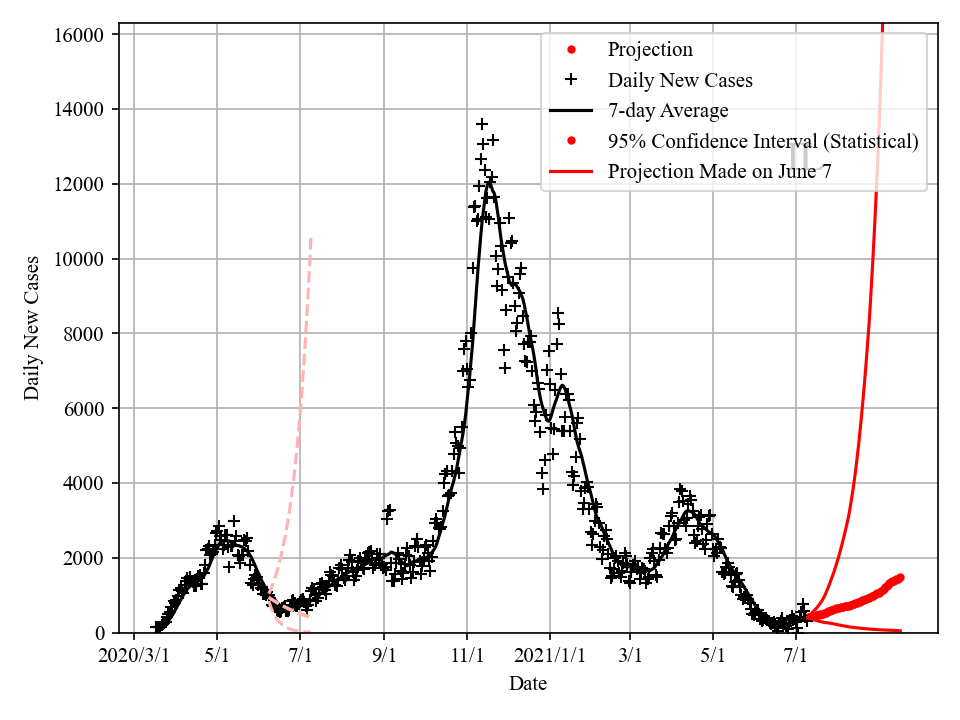 16000
14000
12000
10000
8000
6000
4000
2000
0
Daily New Cases
2020/3/1 5/1 7/1 9/1 11/1 2021/1/1 3/1 5/1 7/1
Date
Projection
Daily New Cases
7-day Average
95% Confidence Interval (Statistical)
Projection Made on June 7